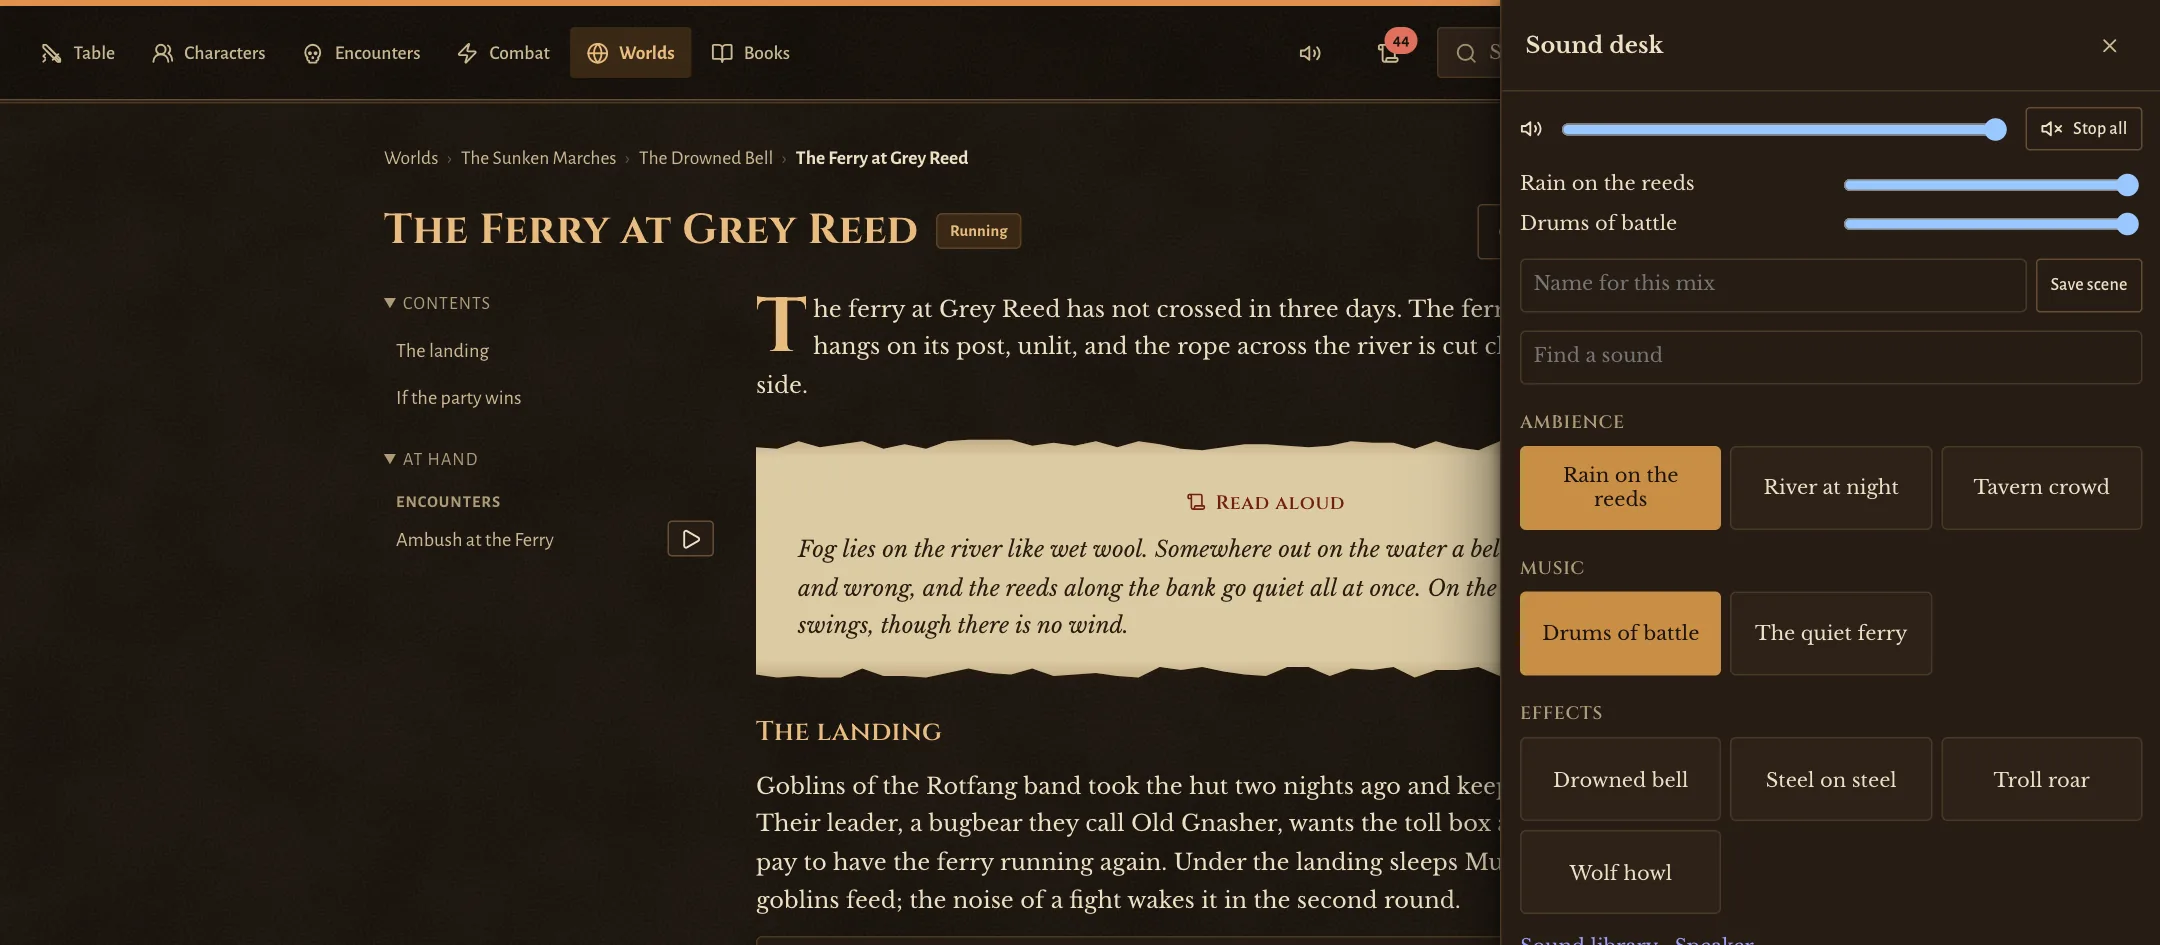 Table
Characters
Encounters
Combat
Worlds
Books
44
S
Worlds › The Sunken Marches › The Drowned Bell › The Ferry at Grey Reed
The Ferry at Grey Reed
Running
▼ CONTENTS
The landing
If the party wins
▼ AT HAND
ENCOUNTERS
Ambush at the Ferry
The ferry at Grey Reed has not crossed in three days. The ferr
hangs on its post, unlit, and the rope across the river is cut cl
side.
Read aloud
Fog lies on the river like wet wool. Somewhere out on the water a bel
and wrong, and the reeds along the bank go quiet all at once. On the
swings, though there is no wind.
The landing
Goblins of the Rotfang band took the hut two nights ago and keep
Their leader, a bugbear they call Old Gnasher, wants the toll box
pay to have the ferry running again. Under the landing sleeps Mu
goblins feed; the noise of a fight wakes it in the second round.
Sound desk
Stop all
Rain on the reeds
Drums of battle
Name for this mix
Save scene
Find a sound
AMBIENCE
Rain on the
reeds
River at night
Tavern crowd
MUSIC
Drums of battle
The quiet ferry
EFFECTS
Drowned bell
Steel on steel
Troll roar
Wolf howl
Sound library
Speaker